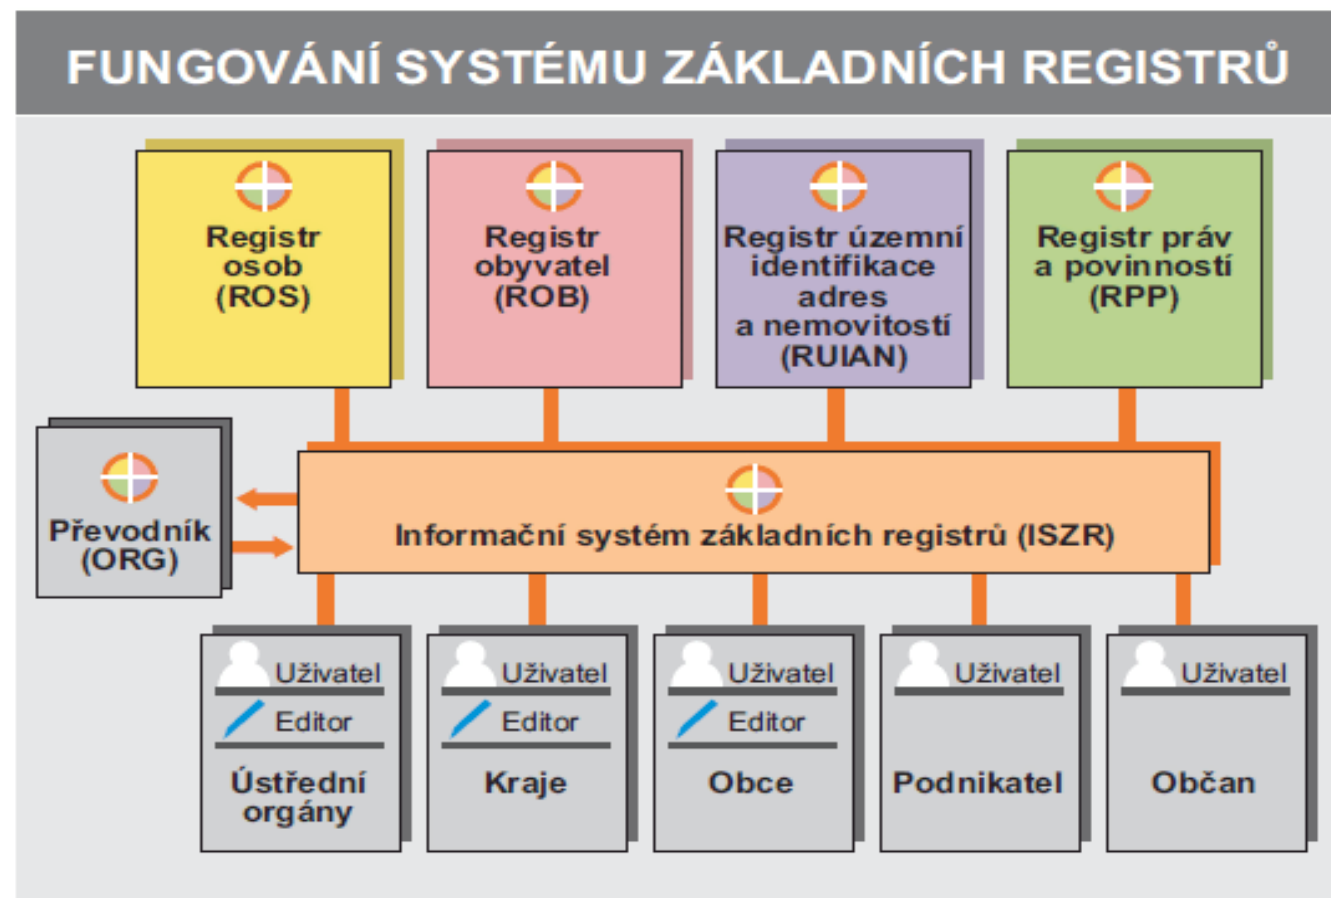 FUNGOVÁNÍ SYSTÉMU ZÁKLADNÍCH REGISTRŮ
Registr
osob
(ROS)
Registr
obyvatel
(ROB)
Registr územní
identifikace
adres
a nemovitostí
(RUIAN)
Registr práv
a povinností
(RPP)
Převodník
(ORG)
Informační systém základních registrů (ISZR)
Uživatel
Editor
Ústřední
orgány
Uživatel
Editor
Kraje
Uživatel
Editor
Obce
Uživatel
Podnikatel
Uživatel
Občan